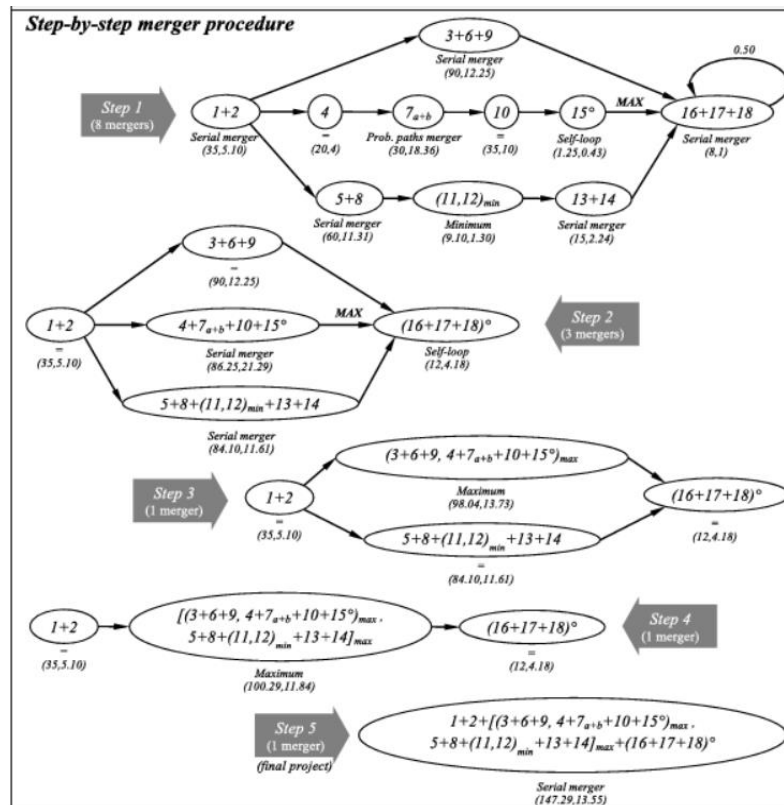 Step-by-step merger procedure
3+6+9
Serial merger
(90,12.25)
0.50
Step 1
(8 mergers)
1+2
Serial merger
(35,5.10)
4
=
(20,4)
7a+b
Prob. paths merger
(30,18.36)
10
=
(35,10)
15°
Self-loop
(1.25,0.43)
MAX
16+17+18
Serial merger
(8,1)
5+8
Serial merger
(60,11.31)
(11,12)min
Minimum
(9.10,1.30)
13+14
Serial merger
(15,2.24)
3+6+9
=
(90,12.25)
1+2
=
(35,5.10)
4+7a+b+10+15°
Serial merger
(86.25,21.29)
MAX
(16+17+18)°
Self-loop
(12,4.18)
Step 2
(3 mergers)
5+8+(11,12)min+13+14
Serial merger
(84.10,11.61)
Step 3
(1 merger)
1+2
=
(35,5.10)
(3+6+9, 4+7a+b+10+15°)max
Maximum
(98.04,13.73)
(16+17+18)°
=
(12,4.18)
5+8+(11,12)min+13+14
=
(84.10,11.61)
1+2
=
(35,5.10)
[(3+6+9, 4+7a+b+10+15°)max,
5+8+(11,12)min+13+14]max
Maximum
(100.29,11.84)
(16+17+18)°
=
(12,4.18)
Step 4
(1 merger)
Step 5
(1 merger)
(final project)
1+2+[(3+6+9, 4+7a+b+10+15°)max,
5+8+(11,12)min+13+14]max+(16+17+18)°
Serial merger
(147.29,13.55)